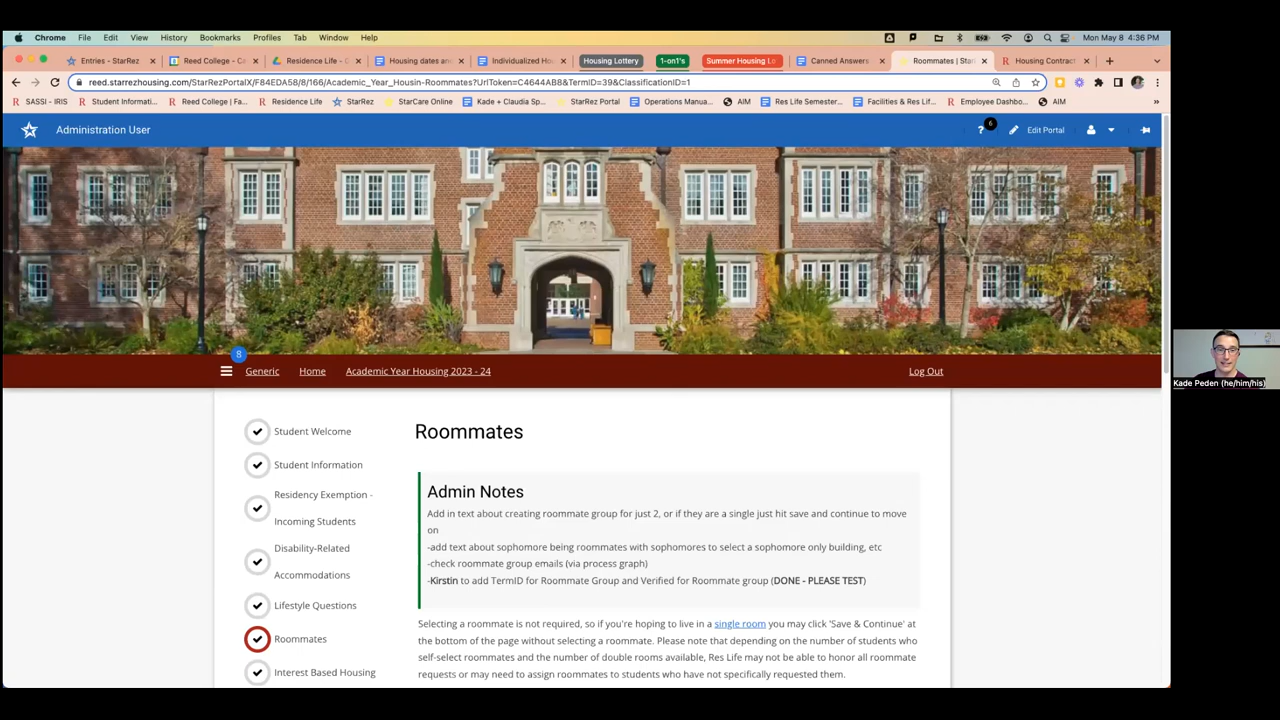 Chrome File Edit View History Bookmarks Profiles Tab Window Help Mon May 8 4:36 PM
Entries - StarRez Reed College - Ca Residence Life - G Housing dates an Individualized Ho Housing Lottery 1-on1's Summer Housing Le Canned Answers Roommates | Star Housing Contract
reed.starrezhousing.com/StarRezPortalX/F84EDA58/8/166/Academic_Year_Housin-Roommates?UrlToken=C4644AB8&TermID=39&ClassificationID=1
SASSI - IRIS Student Informati... Reed College | Fa... Residence Life StarRez StarCare Online Kade + Claudia Sp... StarRez Portal Operations Manua... AIM Res Life Semester... Facilities & Res Lif... Employee Dashbo... AIM »
Administration User ? 6 Edit Portal
8
Generic Home Academic Year Housing 2023 - 24 Log Out
Student Welcome
Student Information
Residency Exemption -
Incoming Students
Disability-Related
Accommodations
Lifestyle Questions
Roommates
Interest Based Housing
Roommates
Admin Notes
Add in text about creating roommate group for just 2, or if they are a single just hit save and continue to move
on
-add text about sophomore being roommates with sophomores to select a sophomore only building, etc
-check roommate group emails (via process graph)
-Kirstin to add TermID for Roommate Group and Verified for Roommate group (DONE - PLEASE TEST)
Selecting a roommate is not required, so if you're hoping to live in a single room you may click 'Save & Continue' at
the bottom of the page without selecting a roommate. Please note that depending on the number of students who
self-select roommates and the number of double rooms available, Res Life may not be able to honor all roommate
requests or may need to assign roommates to students who have not specifically requested them.
Kade Peden (he/him/his)